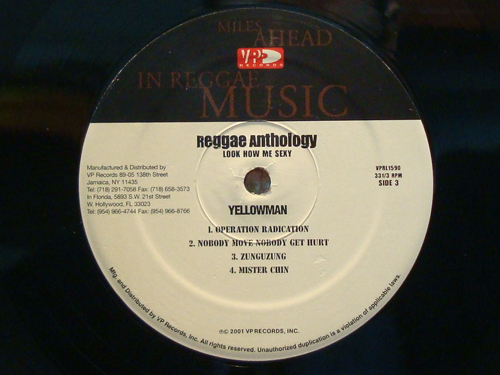 MILES
AHEAD
VP
RECORDS
IN REGGAE
MUSIC
Reggae Anthology
LOOK HOW ME SEXY
Manufactured & Distributed by
VP Records 89-05 138th Street
Jamaica, NY 11435
Tel: (718) 291-7058 Fax: (718) 658-3573
In Florida, 5893 S.W. 21st Street
W. Hollywood, FL 33023
Tel: (954) 966-4744 Fax: (954) 966-8766
VPRL1590
33 1/3 RPM
SIDE 3
YELLOWMAN
1. OPERATION RADICATION
2. NOBODY MOVE NOBODY GET HURT
3. ZUNGUZUNG
4. MISTER CHIN
℗© 2001 VP RECORDS, INC.
Mfg. and Distributed by VP Records, Inc. All rights reserved. Unauthorized duplication is a violation of applicable laws.